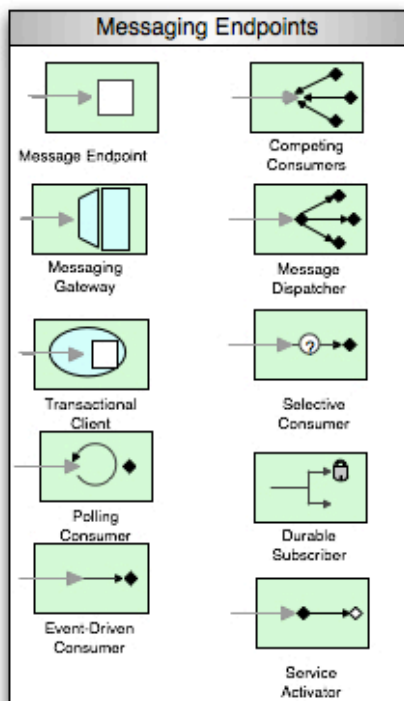 Messaging Endpoints
Message Endpoint
Competing
Consumers
Messaging
Gateway
Message
Dispatcher
?
Transactional
Client
Selective
Consumer
Polling
Consumer
Durable
Subscriber
Event-Driven
Consumer
Service
Activator